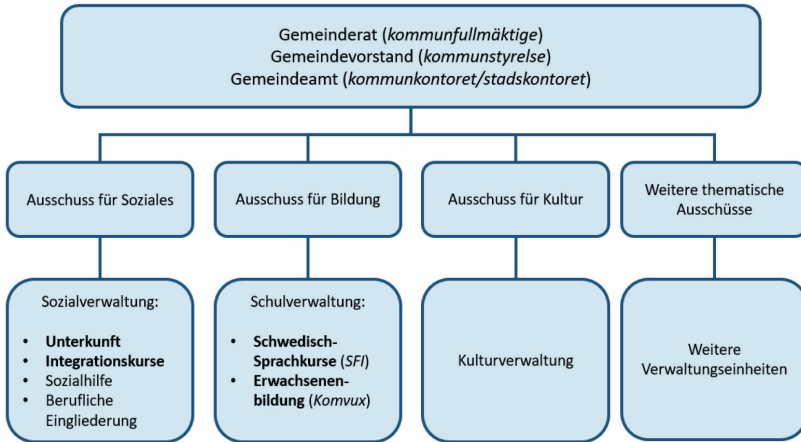 Gemeinderat (kommunfullmäktige)
Gemeindevorstand (kommunstyrelse)
Gemeindeamt (kommunkontoret/stadskontoret)
Ausschuss für Soziales
Ausschuss für Bildung
Ausschuss für Kultur
Weitere thematische
Ausschüsse
Sozialverwaltung:
• Unterkunft
• Integrationskurse
• Sozialhilfe
• Berufliche
Eingliederung
Schulverwaltung:
• Schwedisch-
Sprachkurse (SFI)
• Erwachsenen-
bildung (Komvux)
Kulturverwaltung
Weitere
Verwaltungseinheiten